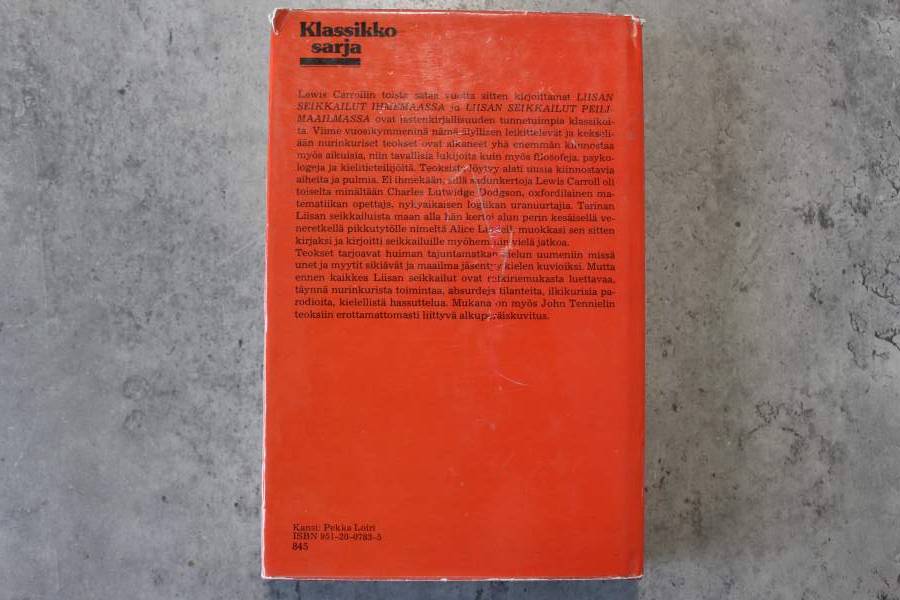 Klassikko
sarja
Lewis Carrollin toista sataa vuotta sitten kirjoittamat LIISAN
SEIKKAILUT IHMEMAASSA ja LIISAN SEIKKAILUT PEILI-
MAAILMASSA ovat lastenkirjallisuuden tunnetuimpia klassikoi-
ta. Viime vuosikymmeninä nämä älyllisen leikittelevät ja kekseli-
ään nurinkuriset teokset ovat alkaneet yhä enemmän kiinnostaa
myös aikuisia, niin tavallisia lukijoita kuin myös filosofeja, psyko-
logeja ja kielitieteilijöitä. Teoksista löytyy alati uusia kiinnostavia
aiheita ja pulmia. Ei ihmekään, sillä sadunkertoja Lewis Carroll oli
toiselta minältään Charles Lutwidge Dodgson, oxfordilainen ma-
tematiikan opettaja, nykyaikaisen logiikan uranuurtajia. Tarinan
Liisan seikkailuista maan alla hän kertoi alun perin kesäisellä ve-
neretkellä pikkutytölle nimeltä Alice Liddell, muokkasi sen sitten
kirjaksi ja kirjoitti seikkailuille myöhemmin vielä jatkoa.
Teokset tarjoavat huiman tajuntamatkan mielun uumeniin missä
unet ja myytit sikiävät ja maailma jäsentyy kielen kuvioiksi. Mutta
ennen kaikkea Liisan seikkailut ovat ratkiriemukasta luettavaa,
täynnä nurinkurista toimintaa, absurdeja tilanteita, ilkikurisia pa-
rodioita, kielellistä hassuttelua. Mukana on myös John Tennielin
teoksiin erottamattomasti liittyvä alkuperäiskuvitus.
Kansi: Pekka Loiri
ISBN 951-20-0783-5
845